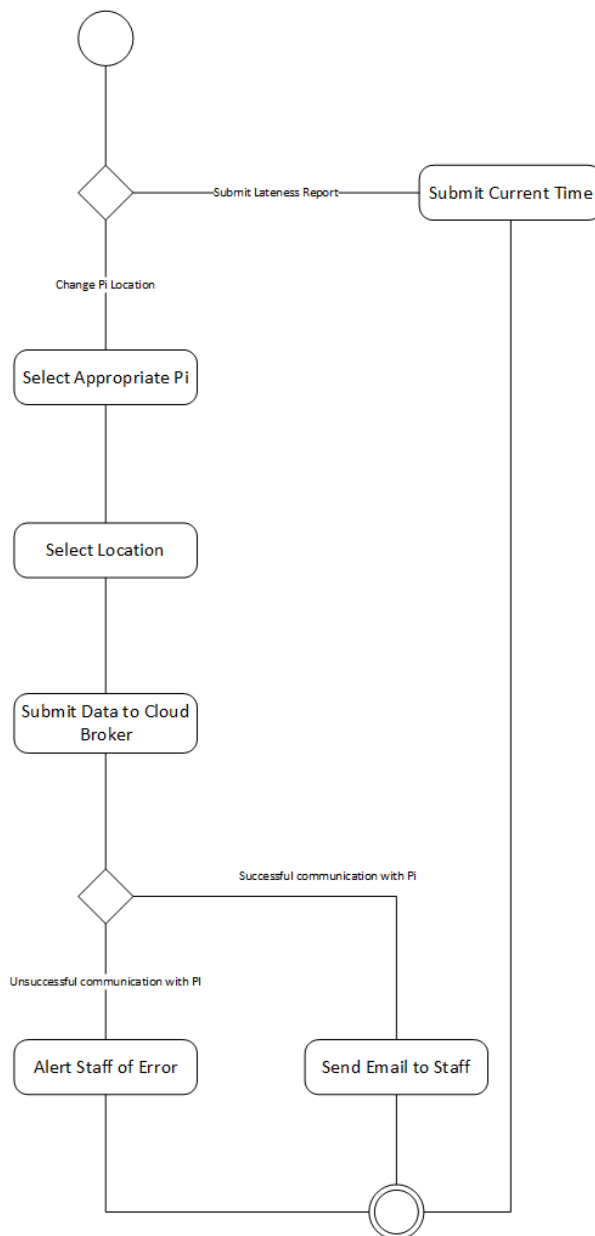 Submit Lateness Report
Submit Current Time
Change Pi Location
Select Appropriate Pi
Select Location
Submit Data to Cloud
Broker
Successful communication with Pi
Unsuccessful communication with PI
Alert Staff of Error
Send Email to Staff